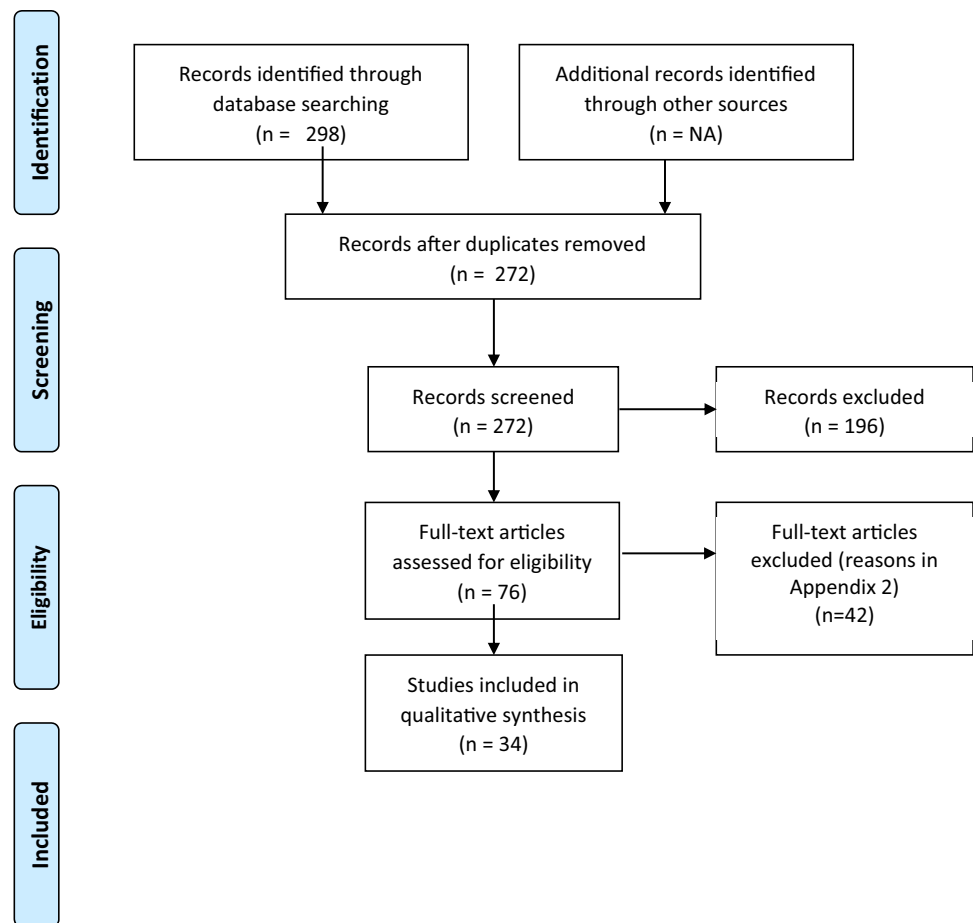 Identification
Records identified through
database searching
(n = 298)
Additional records identified
through other sources
(n = NA)
Records after duplicates removed
(n = 272)
Screening
Records screened
(n = 272)
Records excluded
(n = 196)
Eligibility
Full-text articles
assessed for eligibility
(n = 76)
Full-text articles
excluded (reasons in
Appendix 2)
(n=42)
Studies included in
qualitative synthesis
(n = 34)
Included